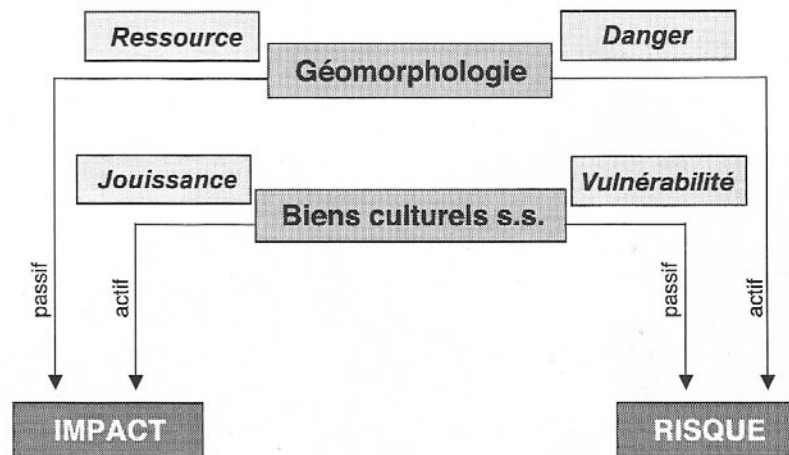 Ressource
Danger
Géomorphologie
Jouissance
Vulnérabilité
Biens culturels s.s.
passif
actif
passif
actif
IMPACT
RISQUE